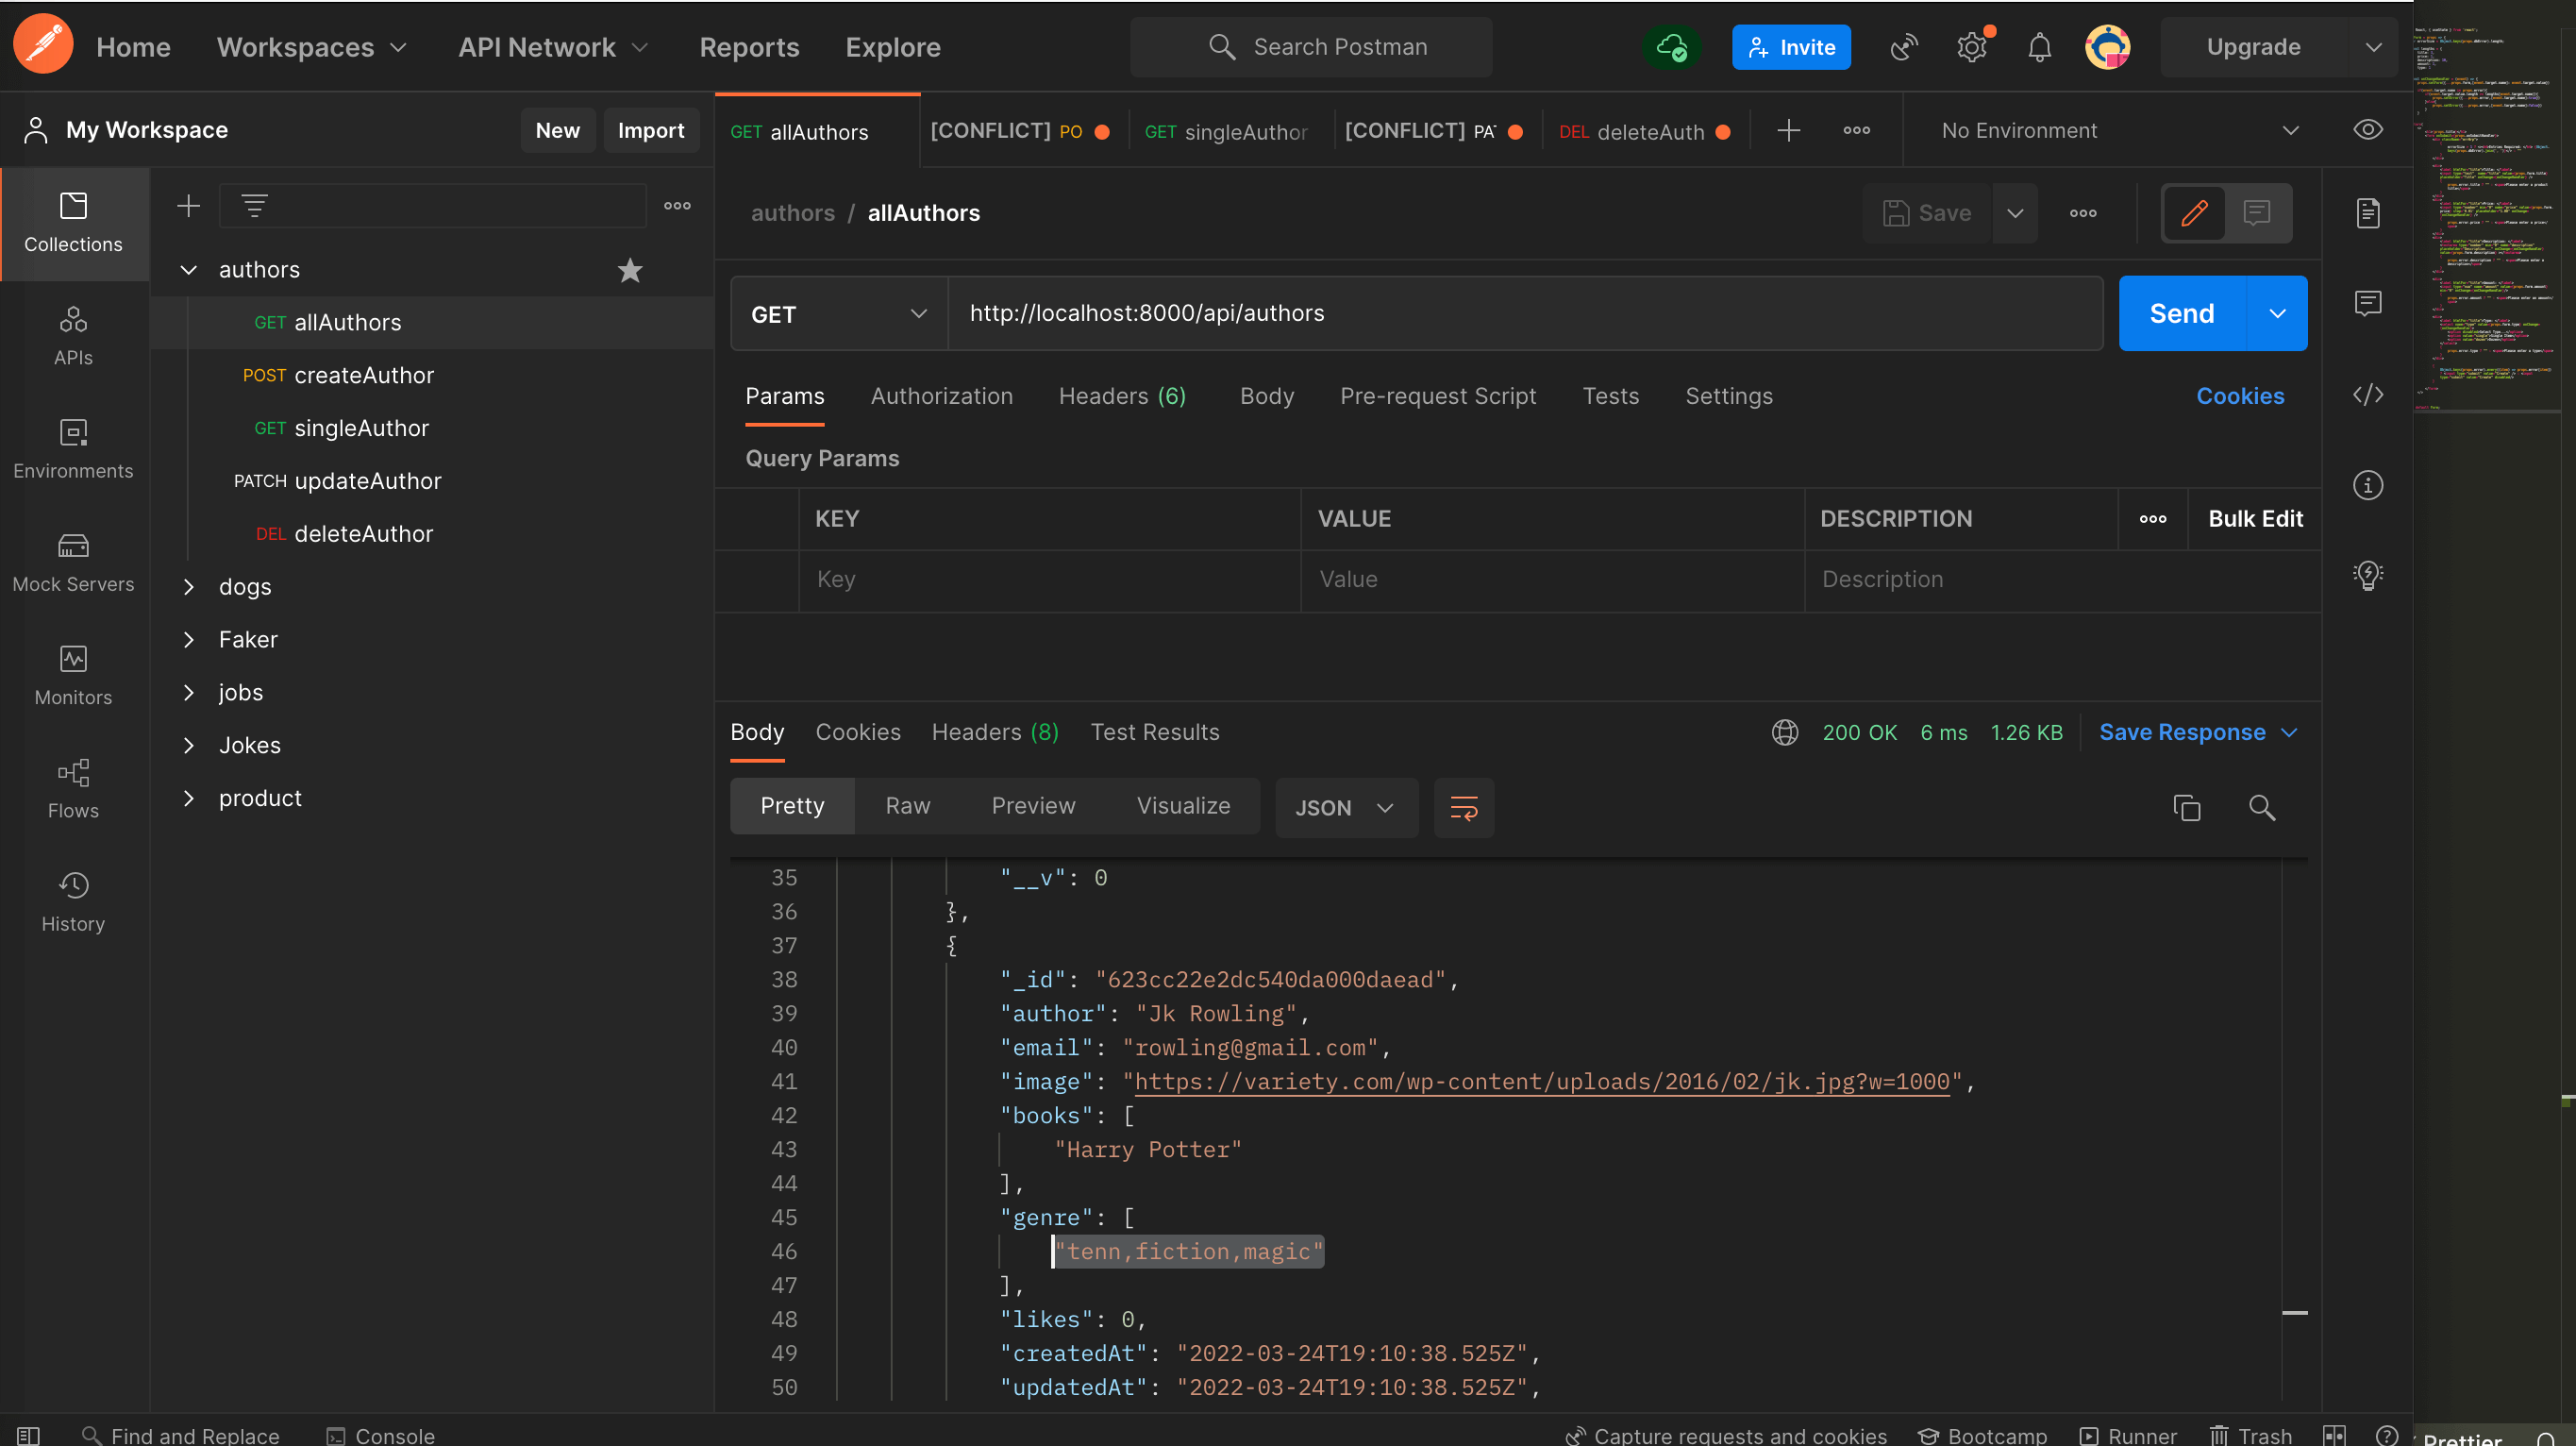 Home Workspaces API Network Reports Explore Search Postman Invite Upgrade
My Workspace New Import
GET allAuthors [CONFLICT] PO GET singleAuthor [CONFLICT] PA DEL deleteAuth No Environment
Collections
APIs
Environments
Mock Servers
Monitors
Flows
History
authors
GET allAuthors
POST createAuthor
GET singleAuthor
PATCH updateAuthor
DEL deleteAuthor
dogs
Faker
jobs
Jokes
product
authors / allAuthors Save
GET http://localhost:8000/api/authors Send
Params Authorization Headers (6) Body Pre-request Script Tests Settings Cookies
Query Params
KEY VALUE DESCRIPTION Bulk Edit
Key Value Description
Body Cookies Headers (8) Test Results 200 OK 6 ms 1.26 KB Save Response
Pretty Raw Preview Visualize JSON
35 "__v": 0
36 },
37 {
38 "_id": "623cc22e2dc540da000daead",
39 "author": "Jk Rowling",
40 "email": "rowling@gmail.com",
41 "image": "https://variety.com/wp-content/uploads/2016/02/jk.jpg?w=1000",
42 "books": [
43 "Harry Potter"
44 ],
45 "genre": [
46 "tenn,fiction,magic"
47 ],
48 "likes": 0,
49 "createdAt": "2022-03-24T19:10:38.525Z",
50 "updatedAt": "2022-03-24T19:10:38.525Z",
Find and Replace Console Capture requests and cookies Bootcamp Runner Trash Prettier